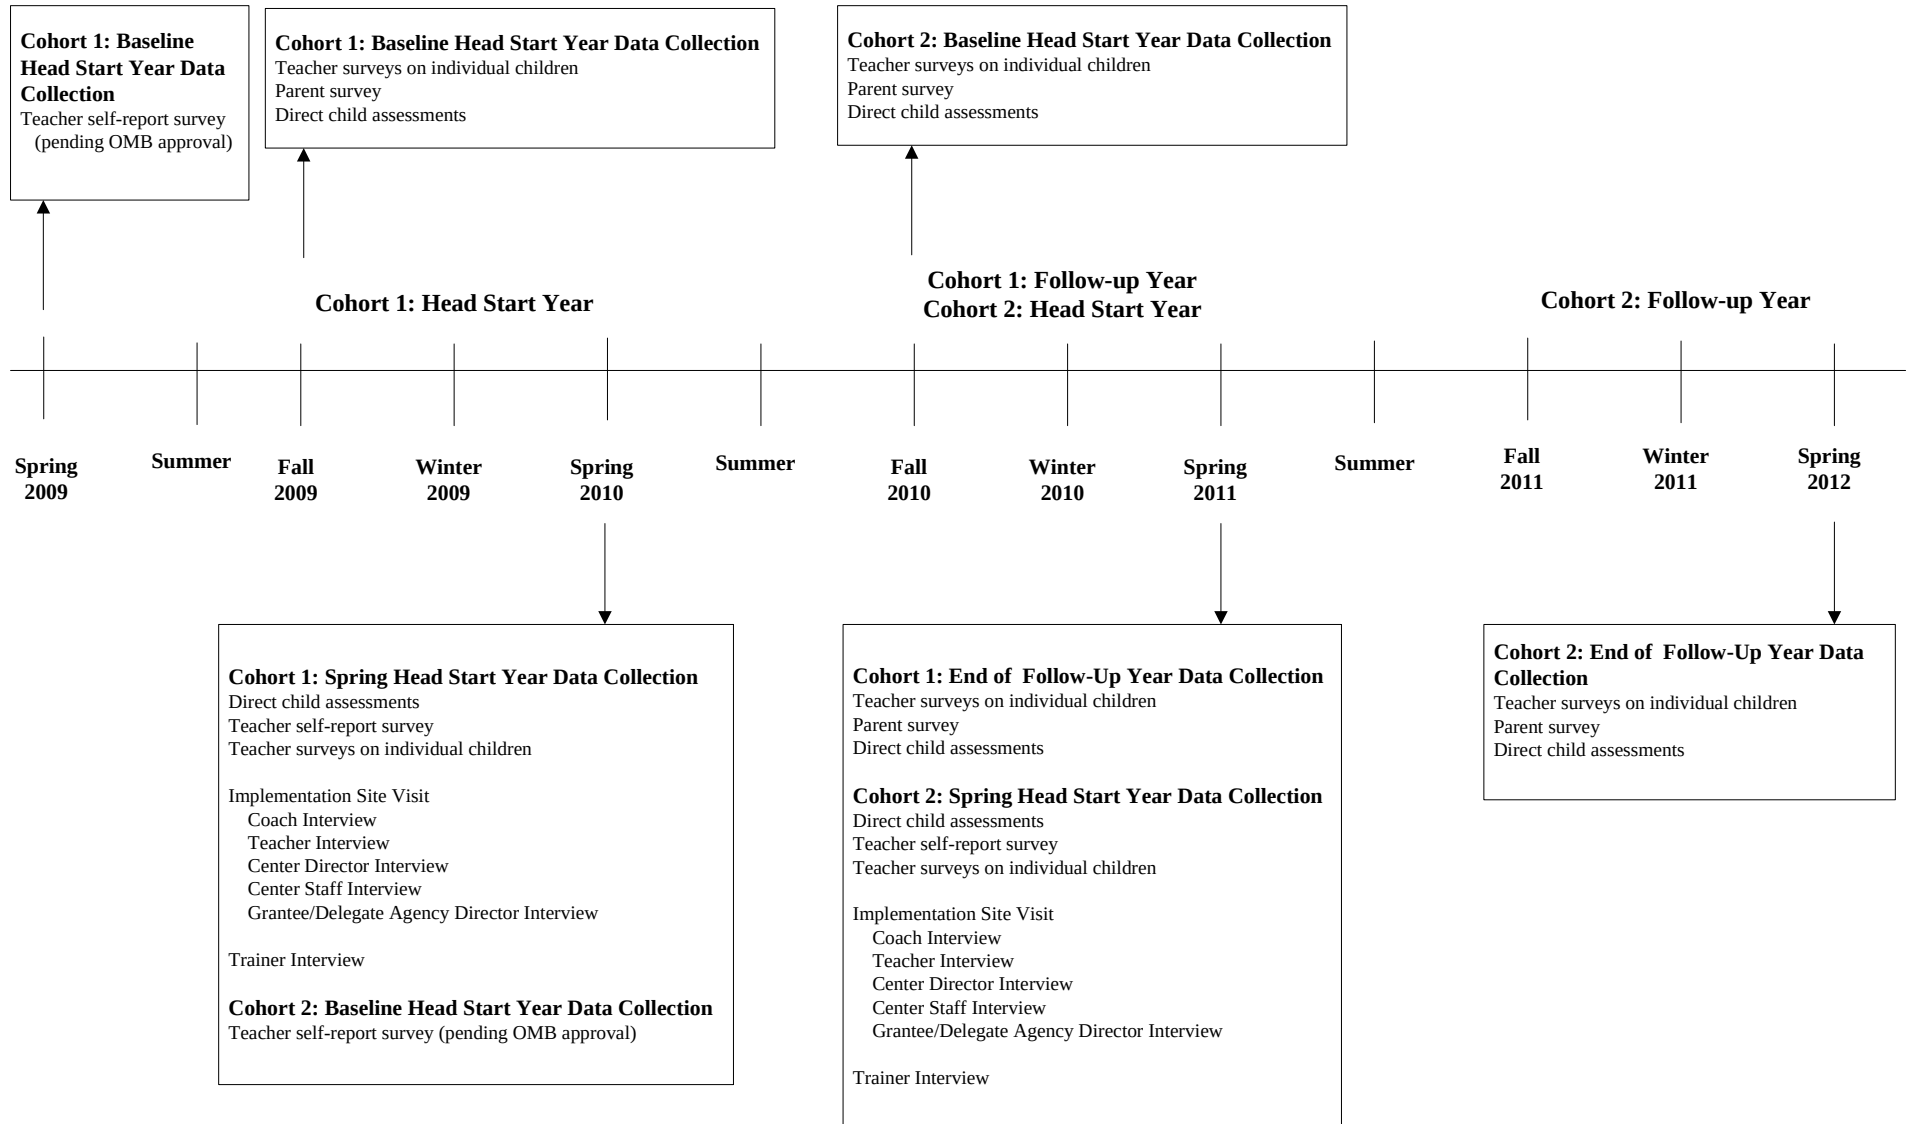 Cohort 1: Baseline
Head Start Year Data
Collection
Teacher self-report survey
(pending OMB approval)
Cohort 1: Baseline Head Start Year Data Collection
Teacher surveys on individual children
Parent survey
Direct child assessments
Cohort 2: Baseline Head Start Year Data Collection
Teacher surveys on individual children
Parent survey
Direct child assessments
Cohort 1: Head Start Year
Cohort 1: Follow-up Year
Cohort 2: Head Start Year
Cohort 2: Follow-up Year
Spring
2009
Summer
Fall
2009
Winter
2009
Spring
2010
Summer
Fall
2010
Winter
2010
Spring
2011
Summer
Fall
2011
Winter
2011
Spring
2012
Cohort 1: Spring Head Start Year Data Collection
Direct child assessments
Teacher self-report survey
Teacher surveys on individual children
Implementation Site Visit
Coach Interview
Teacher Interview
Center Director Interview
Center Staff Interview
Grantee/Delegate Agency Director Interview
Trainer Interview
Cohort 2: Baseline Head Start Year Data Collection
Teacher self-report survey (pending OMB approval)
Cohort 1: End of  Follow-Up Year Data Collection
Teacher surveys on individual children
Parent survey
Direct child assessments
Cohort 2: Spring Head Start Year Data Collection
Direct child assessments
Teacher self-report survey
Teacher surveys on individual children
Implementation Site Visit
Coach Interview
Teacher Interview
Center Director Interview
Center Staff Interview
Grantee/Delegate Agency Director Interview
Trainer Interview
Cohort 2: End of  Follow-Up Year Data
Collection
Teacher surveys on individual children
Parent survey
Direct child assessments